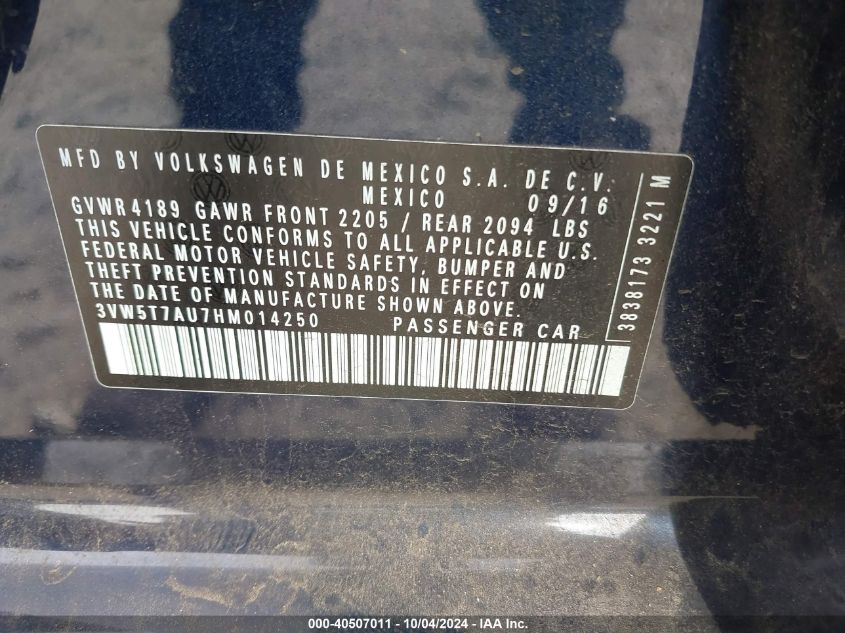 MFD BY VOLKSWAGEN DE MEXICO S.A. DE C.V.
MEXICO 09/16
GVWR 4189 GAWR FRONT 2205 / REAR 2094 LBS
THIS VEHICLE CONFORMS TO ALL APPLICABLE U.S.
FEDERAL MOTOR VEHICLE SAFETY, BUMPER AND
THEFT PREVENTION STANDARDS IN EFFECT ON
THE DATE OF MANUFACTURE SHOWN ABOVE.
3VW5T7AU7HM014250 PASSENGER CAR
3838173 3221 M
000-40507011 - 10/04/2024 - IAA Inc.